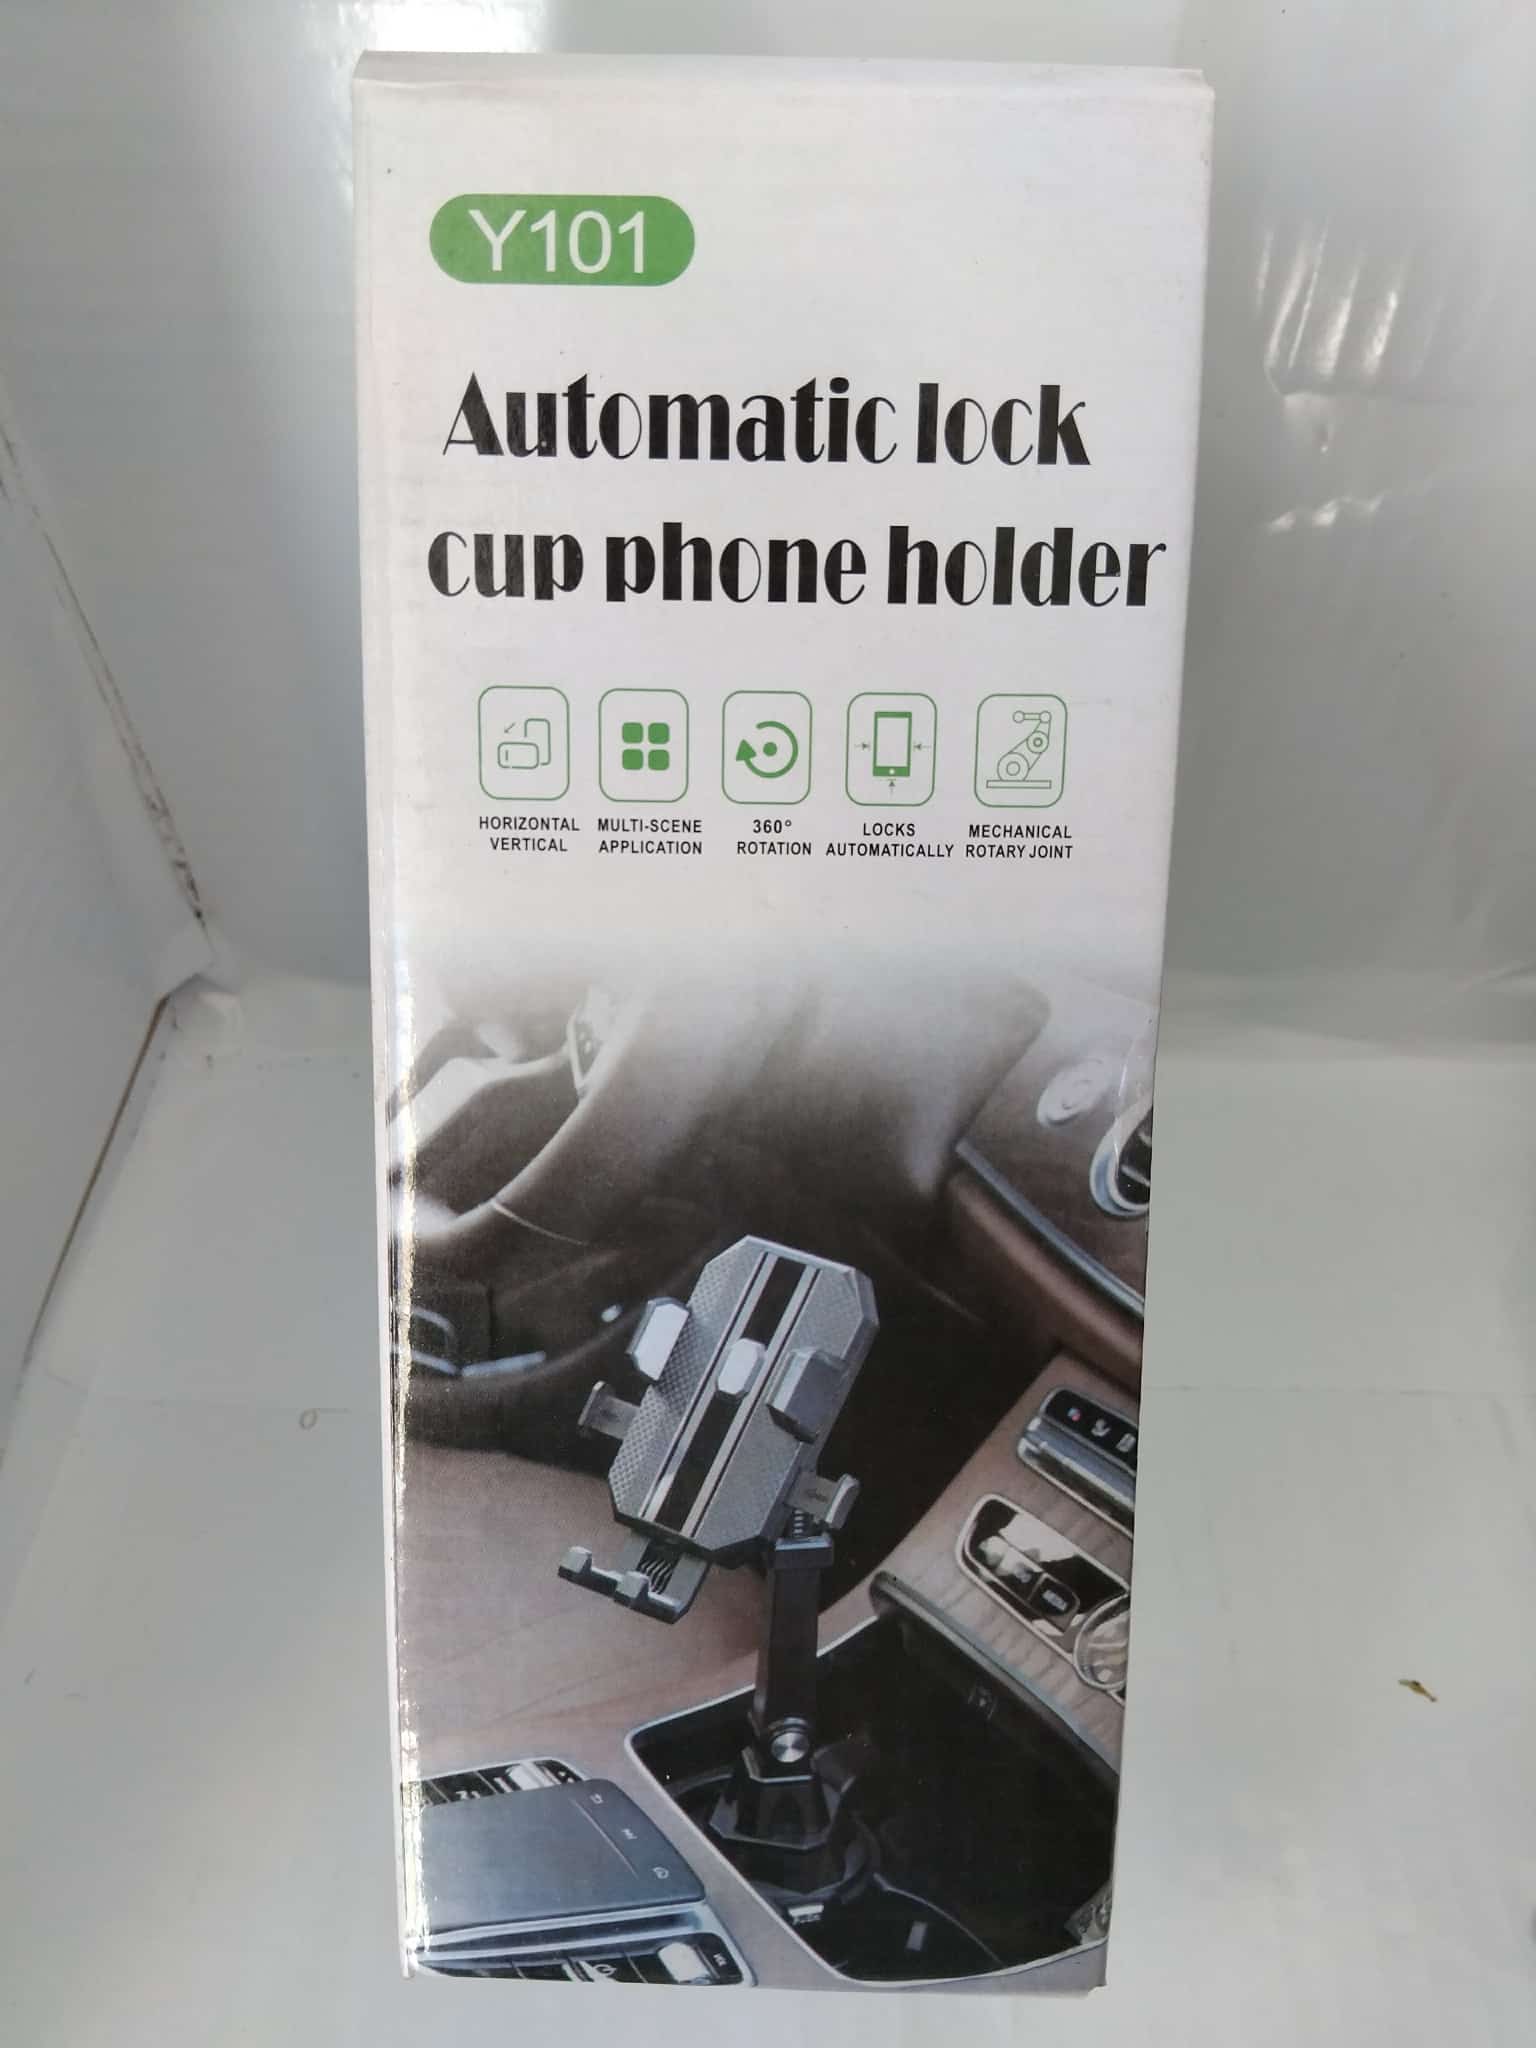 Y101
Automatic lock
cup phone holder
HORIZONTAL
VERTICAL
MULTI-SCENE
APPLICATION
360°
ROTATION
LOCKS
AUTOMATICALLY
MECHANICAL
ROTARY JOINT